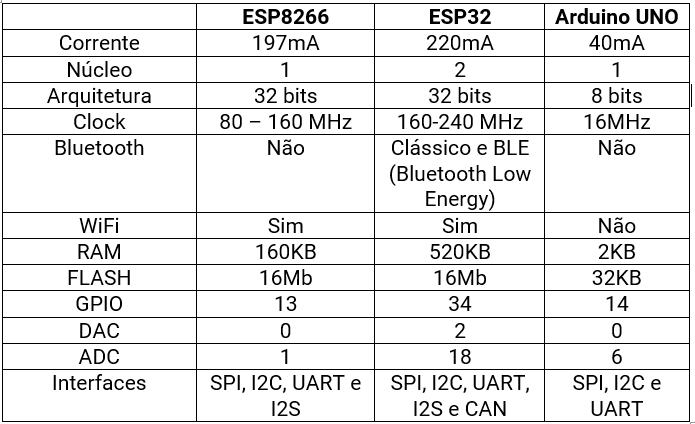 ESP8266 ESP32 Arduino UNO
Corrente 197mA 220mA 40mA
Núcleo 1 2 1
Arquitetura 32 bits 32 bits 8 bits
Clock 80 – 160 MHz 160-240 MHz 16MHz
Bluetooth Não Clássico e BLE Não
(Bluetooth Low
Energy)
WiFi Sim Sim Não
RAM 160KB 520KB 2KB
FLASH 16Mb 16Mb 32KB
GPIO 13 34 14
DAC 0 2 0
ADC 1 18 6
Interfaces SPI, I2C, UART e SPI, I2C, UART, SPI, I2C e
I2S I2S e CAN UART